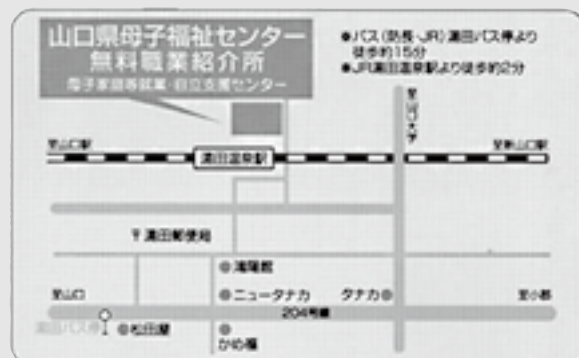 山口県母子福祉センター
無料職業紹介所
母子家庭等就業・自立支援センター
●バス(防長・JR)湯田バス停より
徒歩約15分
●JR湯田温泉駅より徒歩約2分
至山口大学
至山口駅
湯田温泉駅
至新山口駅
〒湯田郵便局
湯陽館
至山口
ニュータナカ
タナカ
至小郡
204号線
湯田バス停
松田屋
かめ福